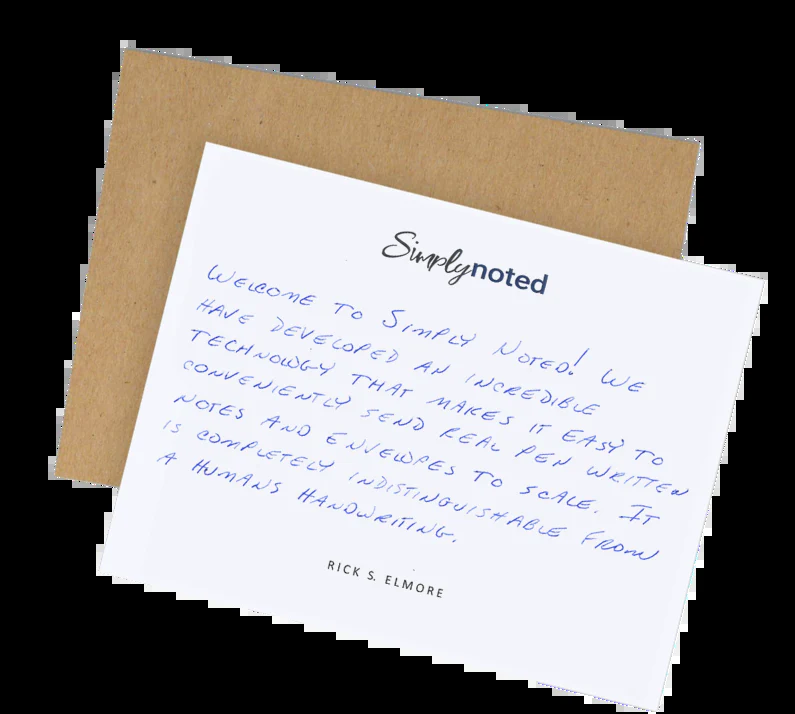 Simplynoted
WELCOME TO SIMPLY NOTED! WE
HAVE DEVELOPED AN INCREDIBLE
TECHNOLOGY THAT MAKES IT EASY TO
CONVENIENTLY SEND REAL PEN WRITTEN
NOTES AND ENVELOPES TO SCALE. IT
IS COMPLETELY INDISTINGUISHABLE FROM
A HUMANS HANDWRITING.
RICK S. ELMORE